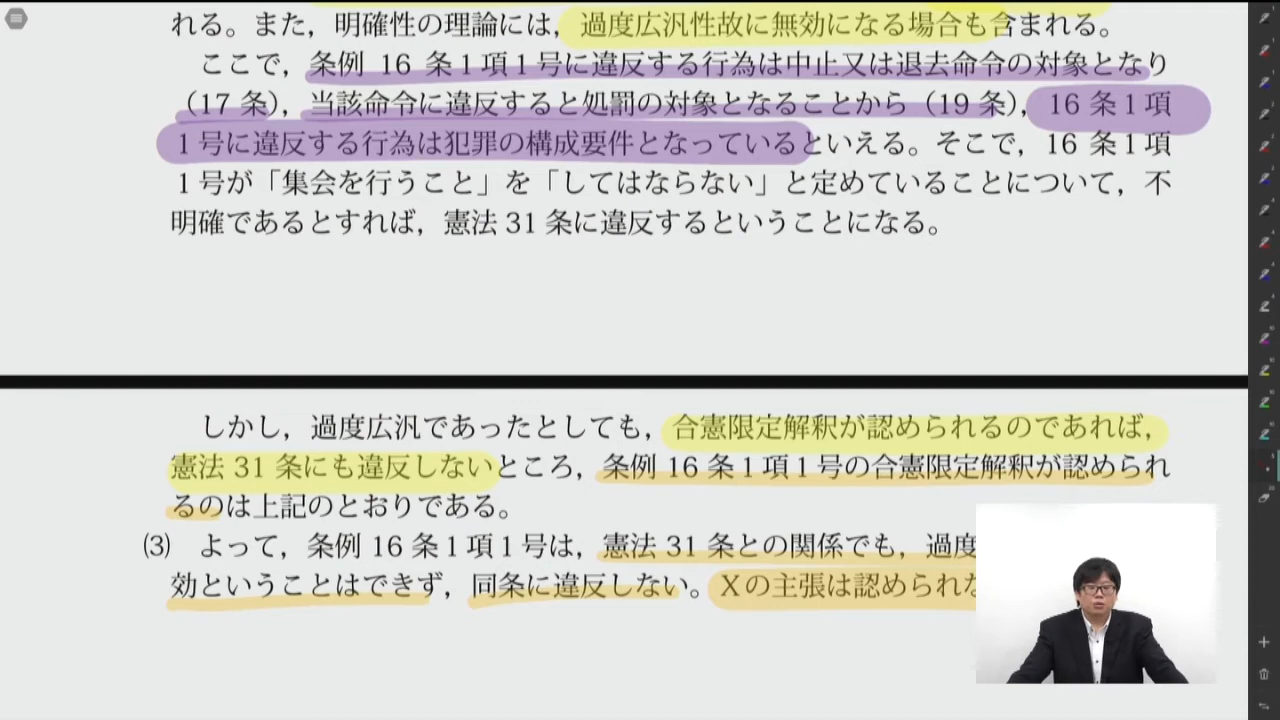 れる。また，明確性の理論には，過度広汎性故に無効になる場合も含まれる。
ここで，条例 16 条１項１号に違反する行為は中止又は退去命令の対象となり
（17 条），当該命令に違反すると処罰の対象となることから（19 条），16 条１項
１号に違反する行為は犯罪の構成要件となっているといえる。そこで，16 条１項
１号が「集会を行うこと」を「してはならない」と定めていることについて，不
明確であるとすれば，憲法 31 条に違反するということになる。
しかし，過度広汎であったとしても，合憲限定解釈が認められるのであれば，
憲法 31 条にも違反しないところ，条例 16 条１項１号の合憲限定解釈が認められ
るのは上記のとおりである。
⑶ よって，条例 16 条１項１号は，憲法 31 条との関係でも，過度
効ということはできず，同条に違反しない。Ｘの主張は認められな